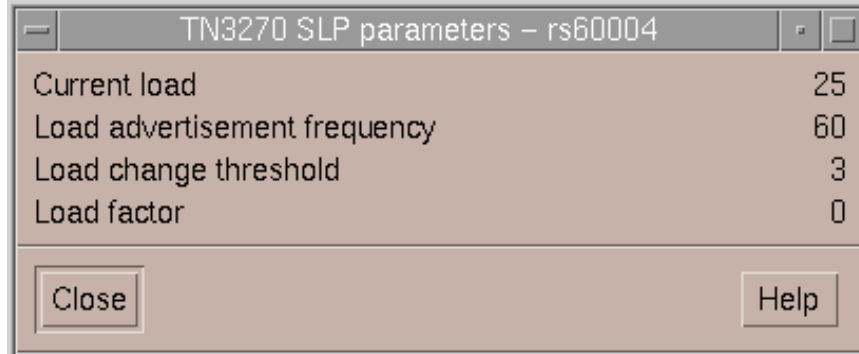 TN3270 SLP parameters – rs60004
Current load 25
Load advertisement frequency 60
Load change threshold 3
Load factor 0
Close Help